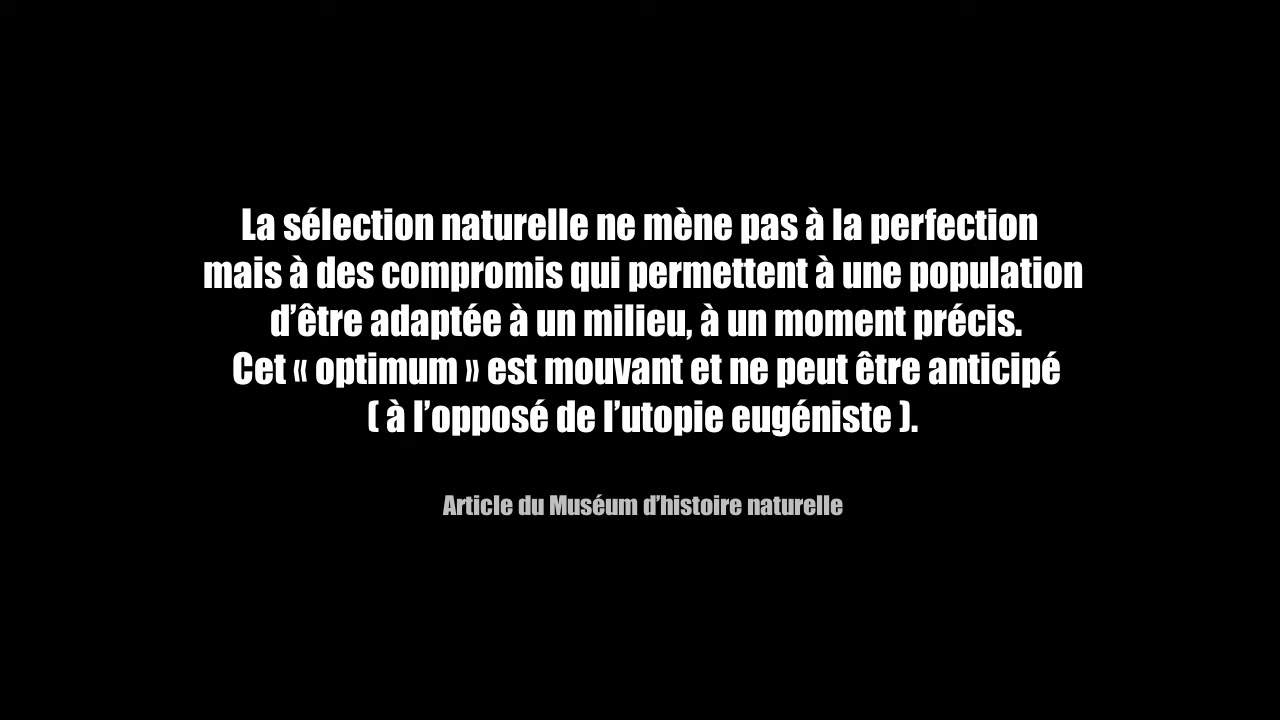 La sélection naturelle ne mène pas à la perfection
mais à des compromis qui permettent à une population
d’être adaptée à un milieu, à un moment précis.
Cet « optimum » est mouvant et ne peut être anticipé
( à l’opposé de l’utopie eugéniste ).
Article du Muséum d’histoire naturelle